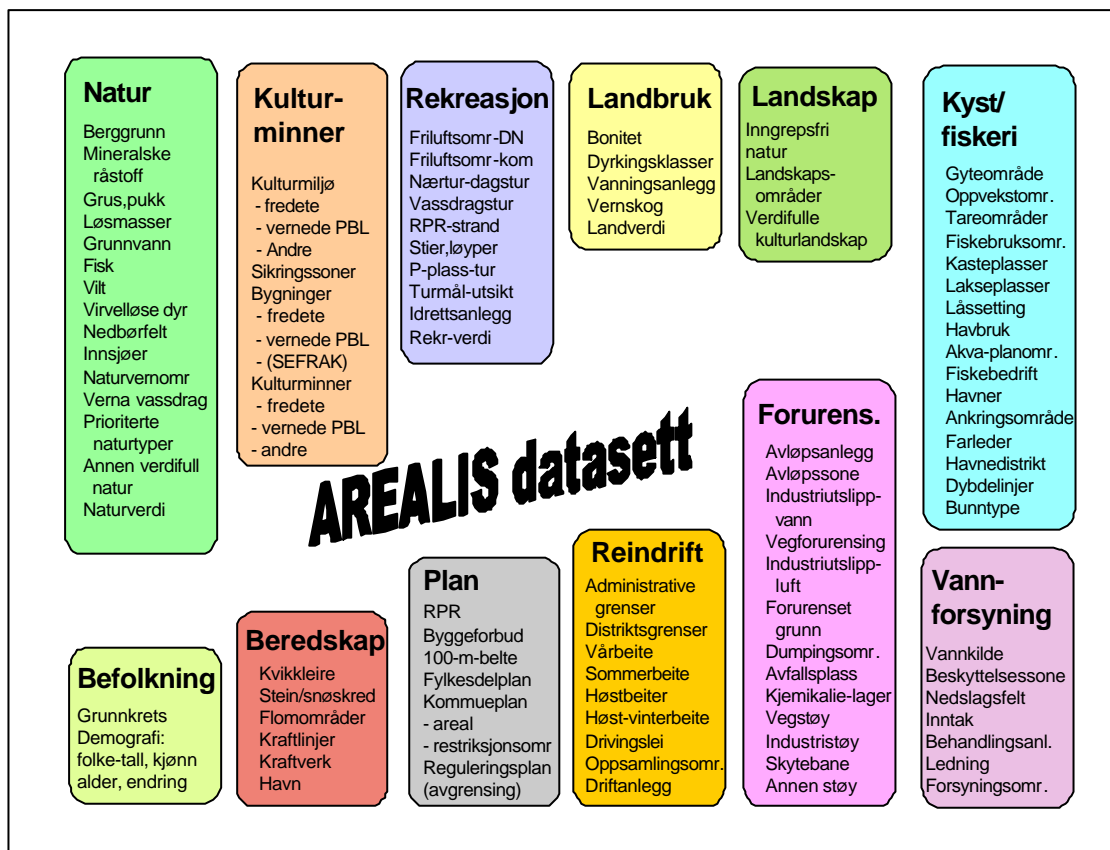 Natur
Berggrunn
Mineralske
råstoff
Grus,pukk
Løsmasser
Grunnvann
Fisk
Vilt
Virvelløse dyr
Nedbørfelt
Innsjøer
Naturvernomr
Verna vassdrag
Prioriterte
naturtyper
Annen verdifull
natur
Naturverdi
Kultur-
minner
Kulturmiljø
- fredete
- vernede PBL
- Andre
Sikringssoner
Bygninger
- fredete
- vernede PBL
- (SEFRAK)
Kulturminner
- fredete
- vernede PBL
- andre
Rekreasjon
Friluftsomr-DN
Friluftsomr-kom
Nærtur-dagstur
Vassdragstur
RPR-strand
Stier,løyper
P-plass-tur
Turmål-utsikt
Idrettsanlegg
Rekr-verdi
Landbruk
Bonitet
Dyrkingsklasser
Vanningsanlegg
Vernskog
Landverdi
Landskap
Inngrepsfri
natur
Landskaps-
områder
Verdifulle
kulturlandskap
Kyst/
fiskeri
Gyteområde
Oppvekstomr.
Tareområder
Fiskebruksomr.
Kasteplasser
Lakseplasser
Låssetting
Havbruk
Akva-planomr.
Fiskebedrift
Havner
Ankringsområde
Farleder
Havnedistrikt
Dybdelinjer
Bunntype
AREALIS datasett
Befolkning
Grunnkrets
Demografi:
folke-tall, kjønn
alder, endring
Beredskap
Kvikkleire
Stein/snøskred
Flomområder
Kraftlinjer
Kraftverk
Havn
Plan
RPR
Byggeforbud
100-m-belte
Fylkesdelplan
Kommueplan
- areal
- restriksjonsomr
Reguleringsplan
(avgrensing)
Reindrift
Administrative
grenser
Distriktsgrenser
Vårbeite
Sommerbeite
Høstbeiter
Høst-vinterbeite
Drivingslei
Oppsamlingsomr.
Driftanlegg
Forurens.
Avløpsanlegg
Avløpssone
Industriutslipp-
vann
Vegforurensing
Industriutslipp-
luft
Forurenset
grunn
Dumpingsomr.
Avfallsplass
Kjemikalie-lager
Vegstøy
Industristøy
Skytebane
Annen støy
Vann-
forsyning
Vannkilde
Beskyttelsessone
Nedslagsfelt
Inntak
Behandlingsanl.
Ledning
Forsyningsomr.